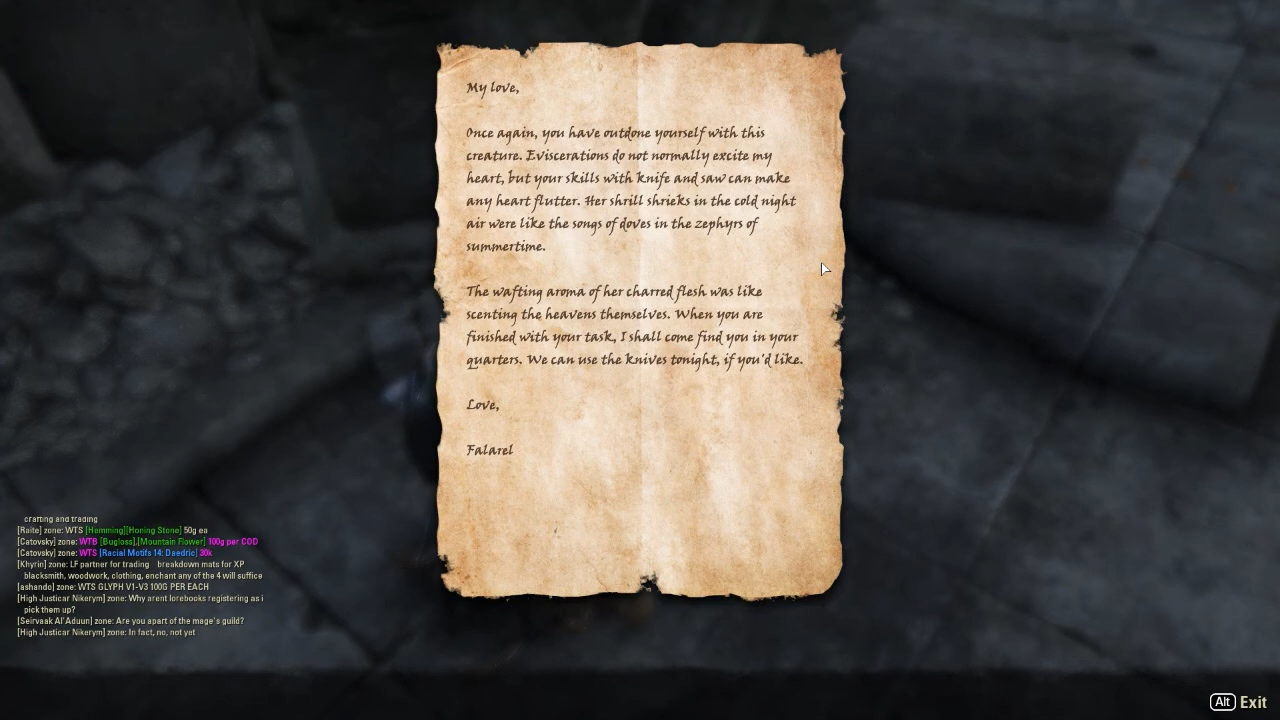 My love,
Once again, you have outdone yourself with this
creature. Eviscerations do not normally excite my
heart, but your skills with knife and saw can make
any heart flutter. Her shrill shrieks in the cold night
air were like the songs of doves in the zephyrs of
summertime.
The wafting aroma of her charred flesh was like
scenting the heavens themselves. When you are
finished with your task, I shall come find you in your
quarters. We can use the knives tonight, if you'd like.
Love,
Falarel
crafting and trading
[Raite] zone: WTS [Hemming][Honing Stone] 50g ea
[Catovsky] zone: WTB [Bugloss],[Mountain Flower] 100g per COD
[Catovsky] zone: WTS [Racial Motifs 14: Daedric] 30k
[Khyrin] zone: LF partner for trading breakdown mats for XP
blacksmith, woodwork, clothing, enchant any of the 4 will suffice
[ashando] zone: WTS GLYPH V1-V3 100G PER EACH
[High Justicar Nikerym] zone: Why arent lorebooks registering as i
pick them up?
[Seirvaak Al'Aduun] zone: Are you apart of the mage's guild?
[High Justicar Nikerym] zone: In fact, no, not yet
Alt Exit